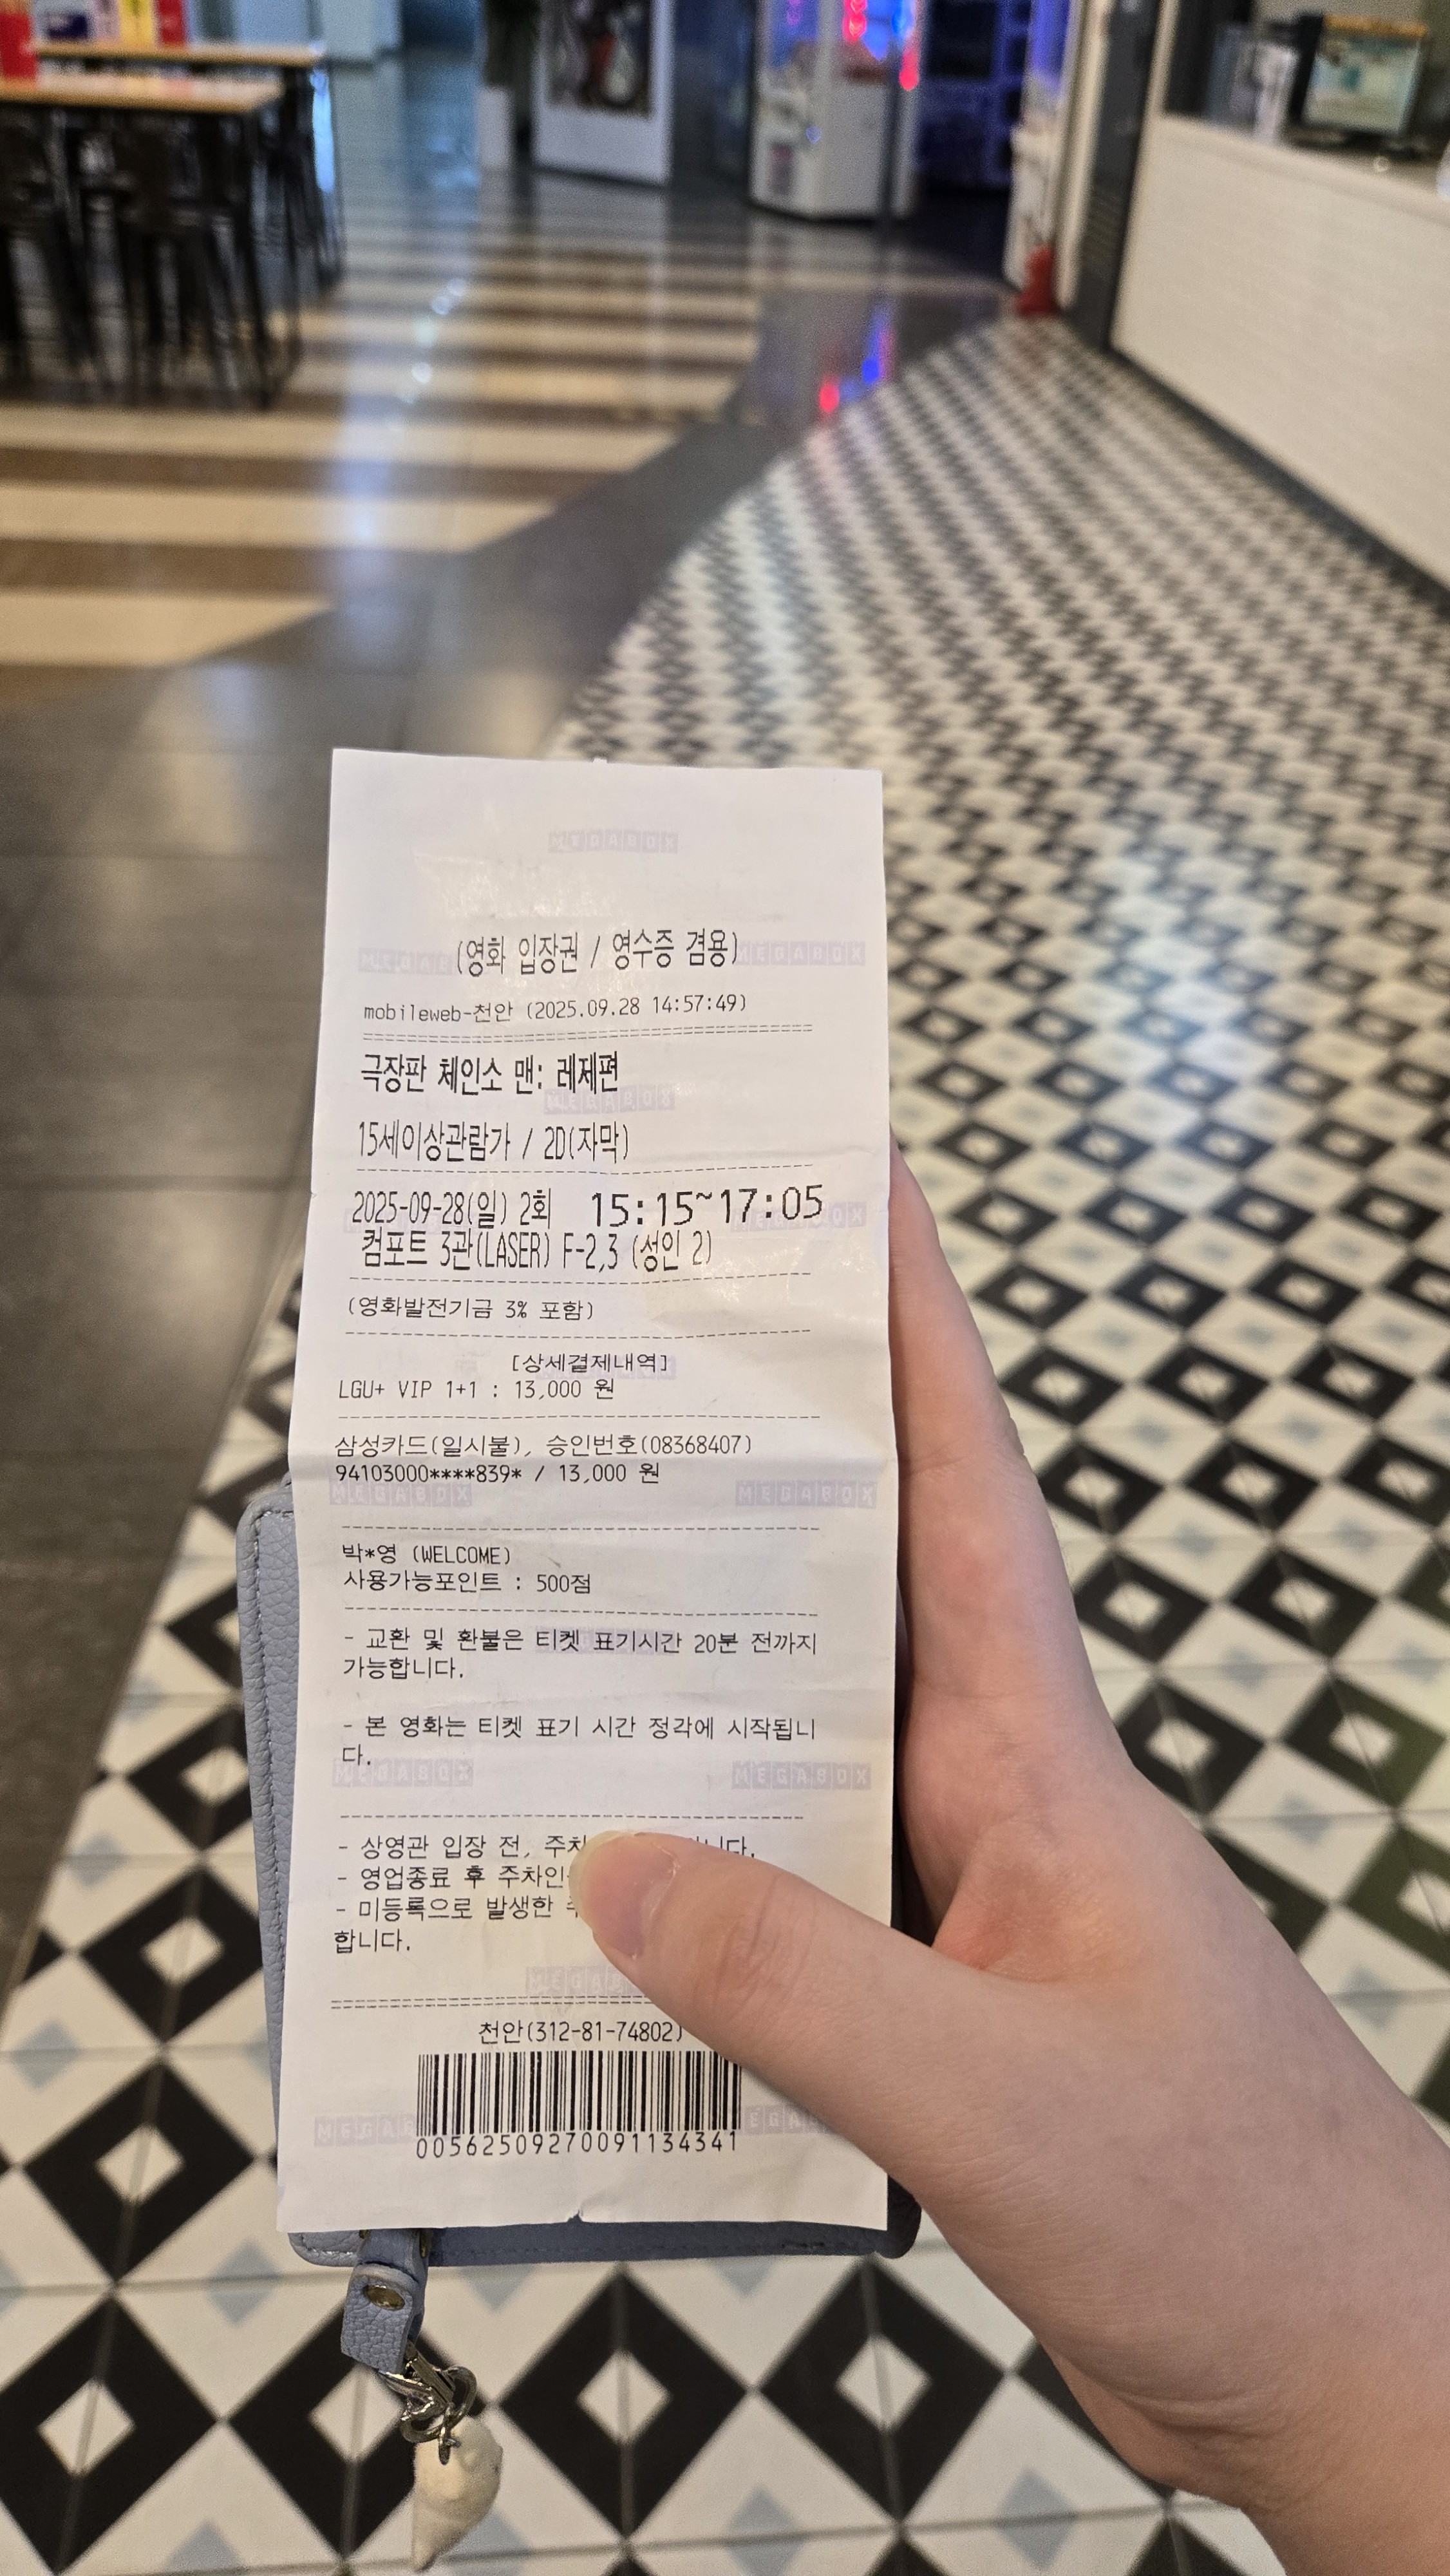 MEGABOX
(영화 입장권 / 영수증 겸용)
mobileweb-천안 (2025.09.28 14:57:49)
극장판 체인소 맨: 레제편
MEGABOX
15세이상관람가 / 2D(자막)
2025-09-28(일) 2회 15:15~17:05
컴포트 3관(LASER) F-2,3 (성인 2)
(영화발전기금 3% 포함)
[상세결제내역]
LGU+ VIP 1+1 : 13,000 원
삼성카드(일시불), 승인번호(08368407)
94103000****839* / 13,000 원
MEGABOX MEGABOX
박*영 (WELCOME)
사용가능포인트 : 500점
- 교환 및 환불은 티켓 표기시간 20분 전까지
가능합니다.
- 본 영화는 티켓 표기 시간 정각에 시작됩니
다.
MEGABOX MEGABOX
- 상영관 입장 전,
- 영업종료 후
- 미등록으로 발생한
합니다.
천안(312-81-74802)
00562509270091134341